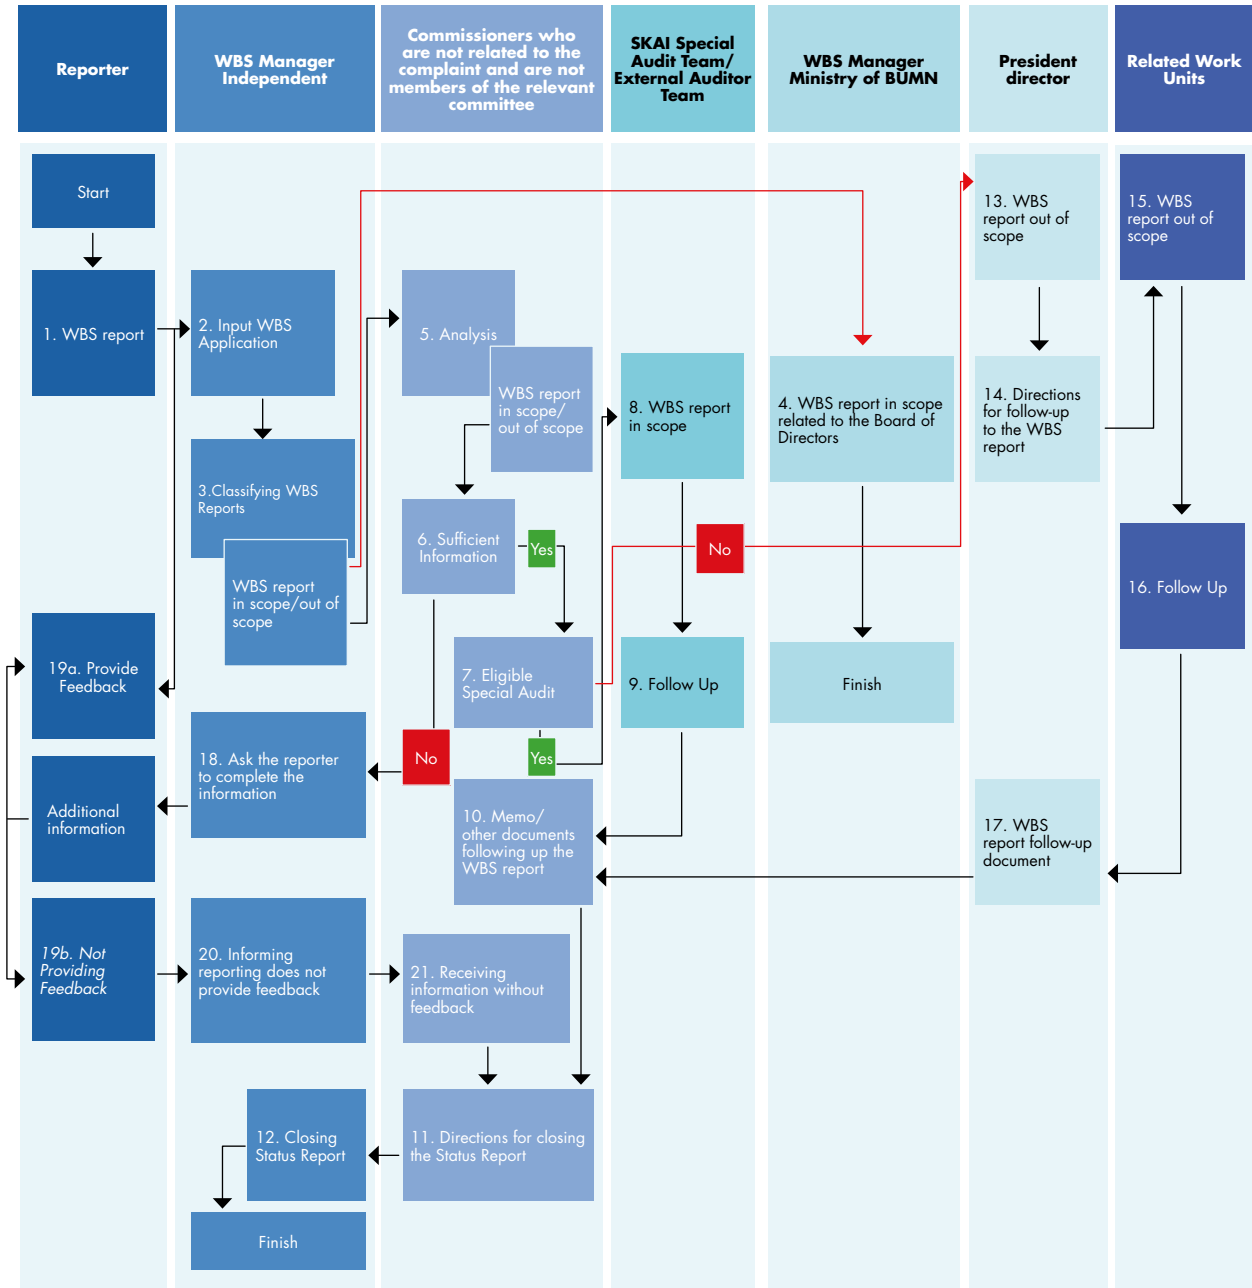 Reporter
WBS Manager
Independent
Commissioners who
are not related to the
complaint and are not
members of the relevant
committee
SKAI Special
Audit Team/
External Auditor
Team
WBS Manager
Ministry of BUMN
President
director
Related Work
Units
Start
1. WBS report
2. Input WBS
Application
3.Classifying WBS
Reports
WBS report
in scope/out of
scope
5. Analysis
WBS report
in scope/
out of scope
6. Sufficient
Information
Yes
No
7. Eligible
Special Audit
Yes
No
8. WBS report
in scope
9. Follow Up
4. WBS report in scope
related to the Board of
Directors
Finish
13. WBS
report out of
scope
14. Directions
for follow-up
to the WBS
report
15. WBS
report out of
scope
16. Follow Up
17. WBS
report follow-up
document
10. Memo/
other documents
following up the
WBS report
18. Ask the reporter
to complete the
information
19a. Provide
Feedback
Additional
information
19b. Not
Providing
Feedback
20. Informing
reporting does not
provide feedback
21. Receiving
information without
feedback
11. Directions for closing
the Status Report
12. Closing
Status Report
Finish